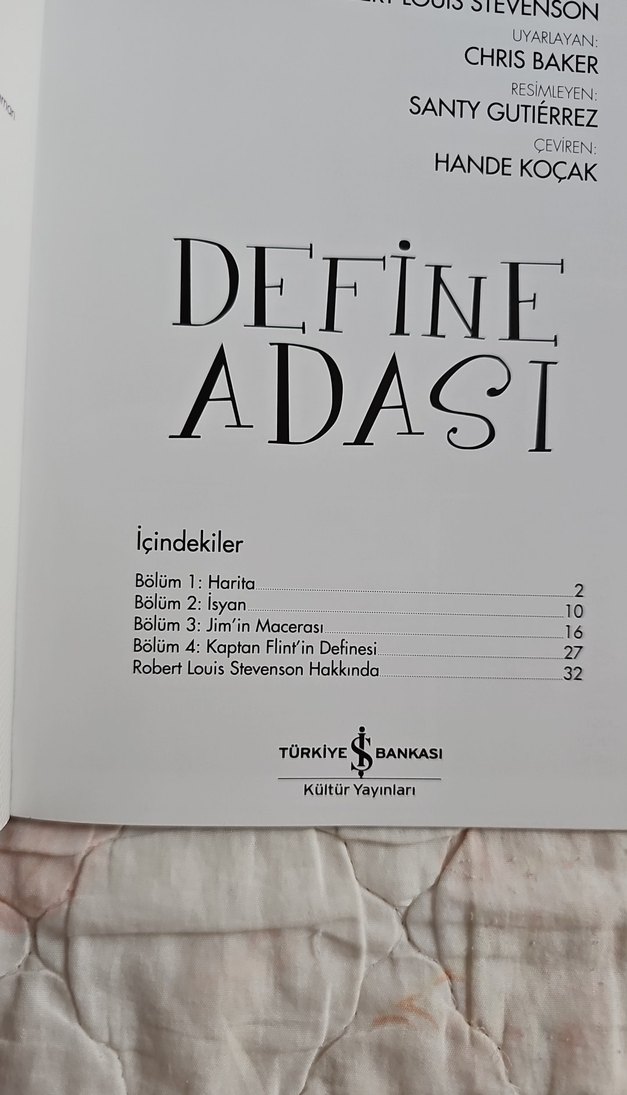 LOUIS STEVENSON
UYARLAYAN:
CHRIS BAKER
RESİMLEYEN:
SANTY GUTIÉRREZ
ÇEVİREN:
HANDE KOÇAK
DEFİNE
ADASI
İçindekiler
Bölüm 1: Harita 2
Bölüm 2: İsyan 10
Bölüm 3: Jim'in Macerası 16
Bölüm 4: Kaptan Flint'in Definesi 27
Robert Louis Stevenson Hakkında 32
TÜRKİYE İŞ BANKASI
Kültür Yayınları